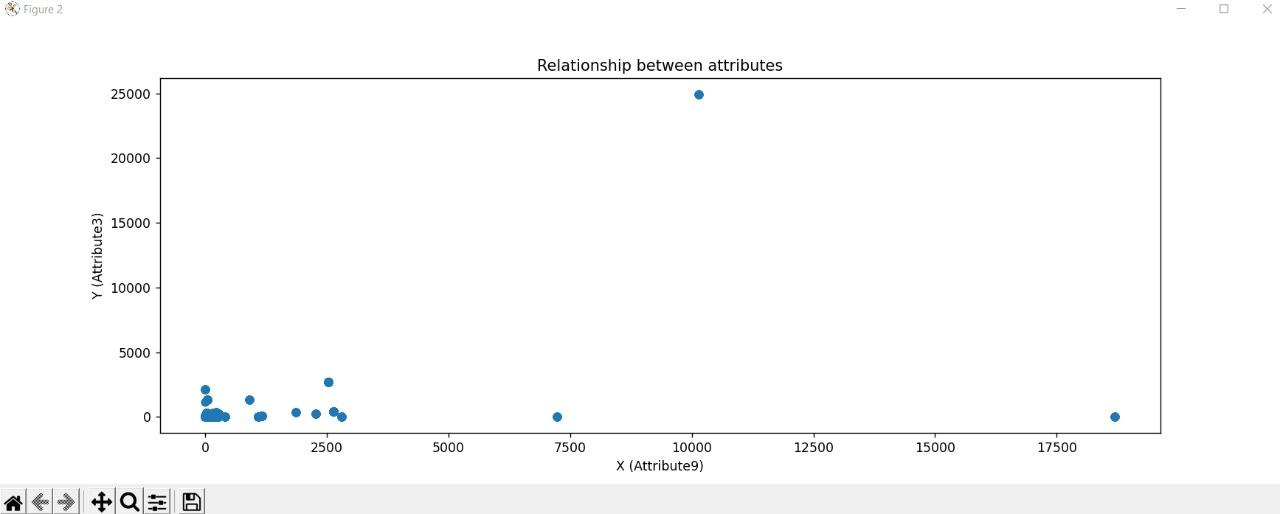 Figure 2
Relationship between attributes
25000
20000
15000
10000
5000
0
Y (Attribute3)
0 2500 5000 7500 10000 12500 15000 17500
X (Attribute9)